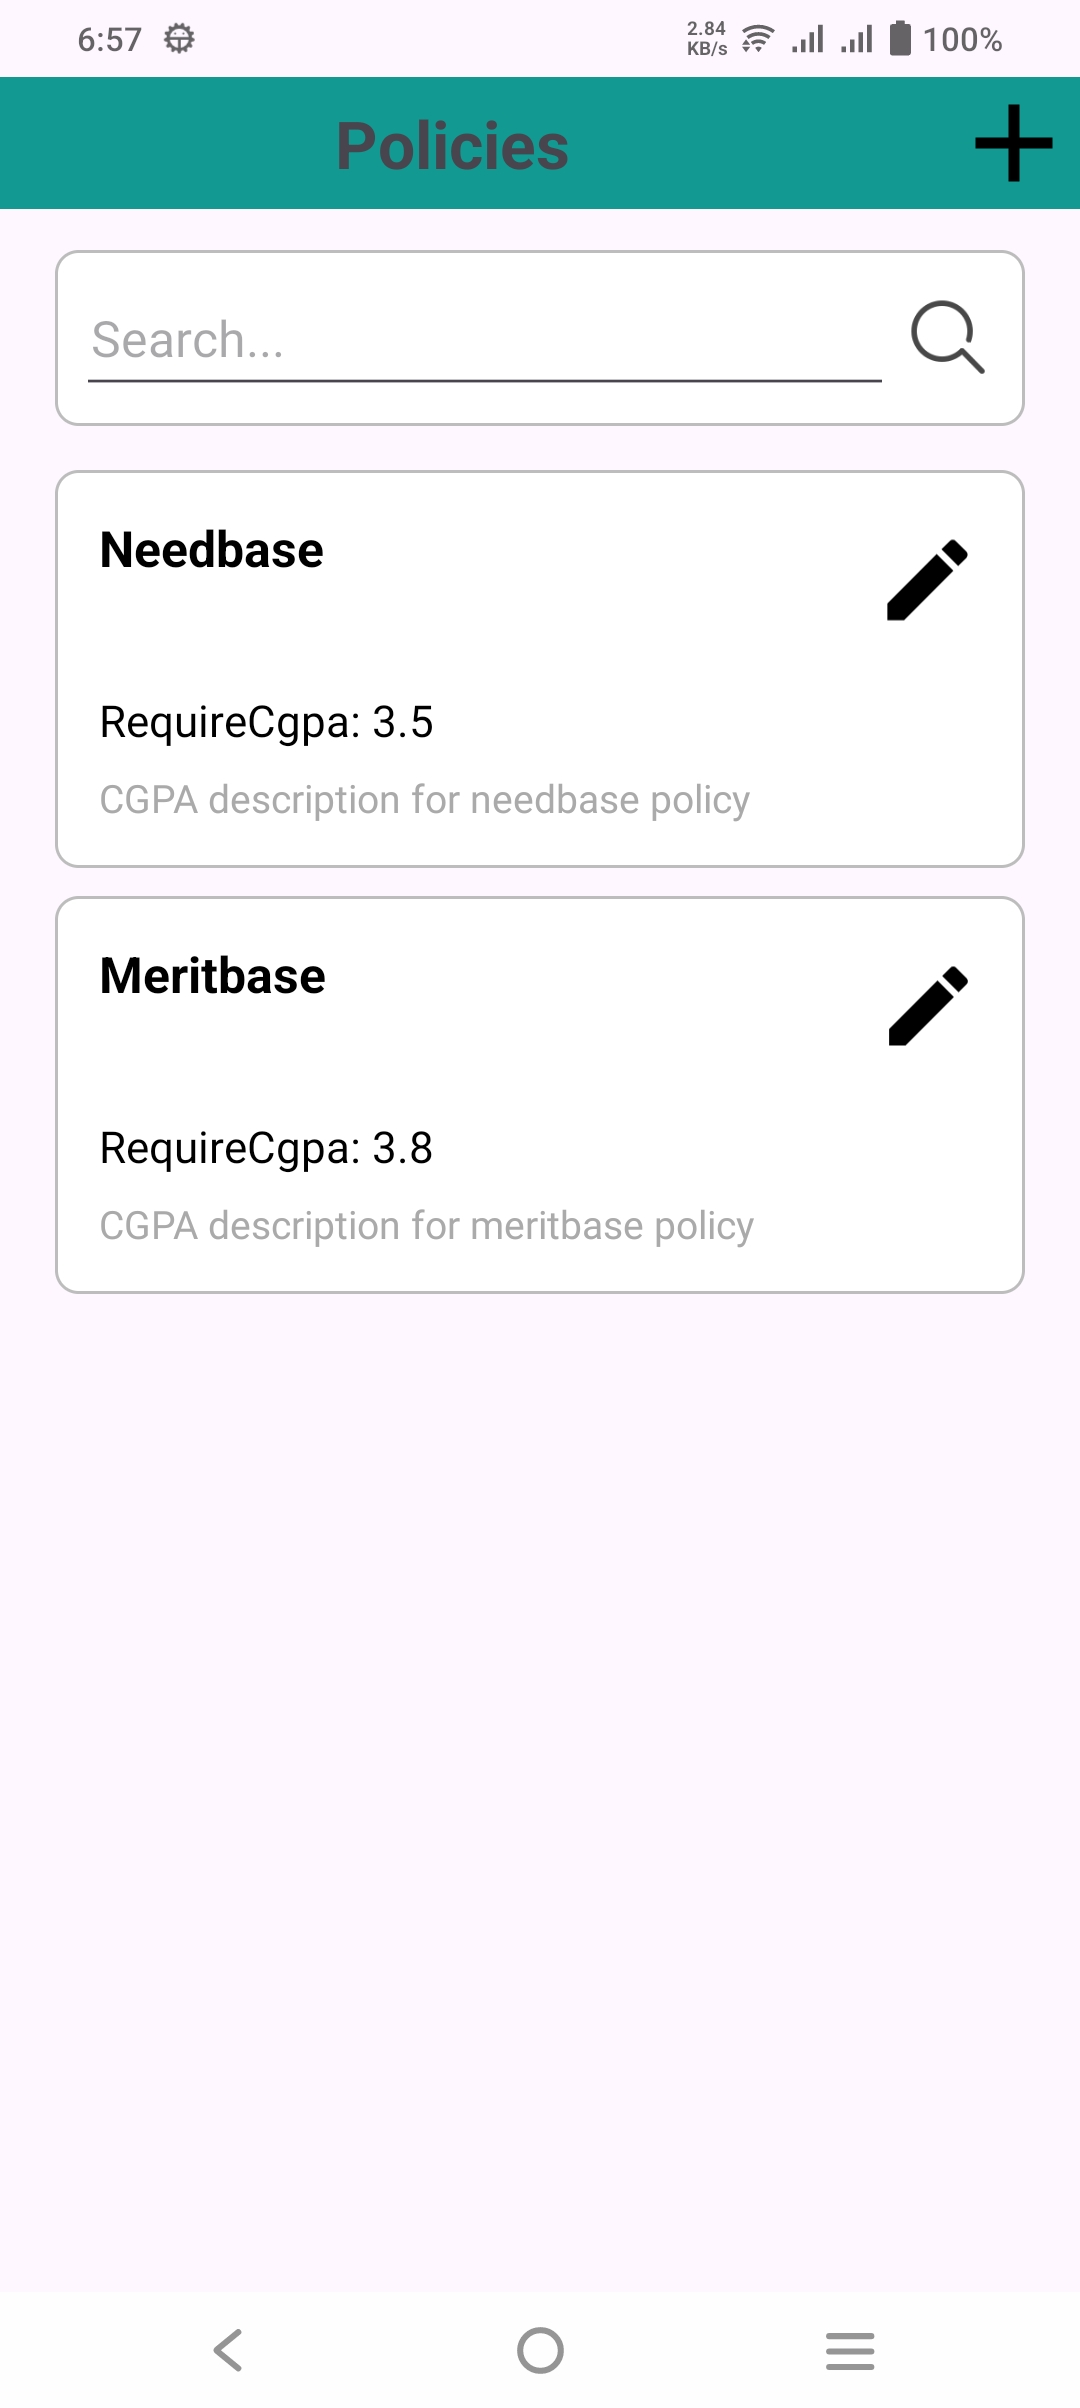 6:57
2.84
KB/s
100%
Policies
Search...
Needbase
RequireCgpa: 3.5
CGPA description for needbase policy
Meritbase
RequireCgpa: 3.8
CGPA description for meritbase policy